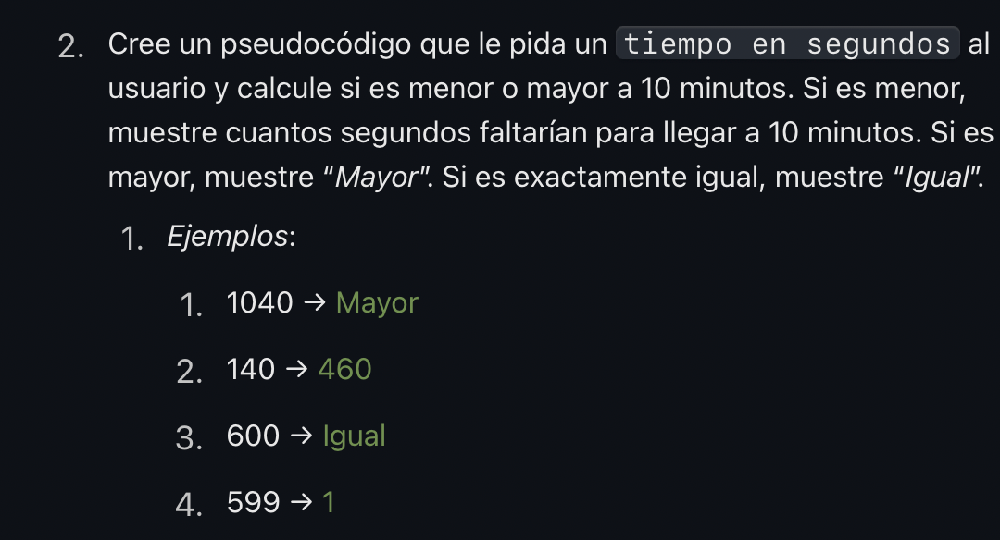 2. Cree un pseudocódigo que le pida un tiempo en segundos al
usuario y calcule si es menor o mayor a 10 minutos. Si es menor,
muestre cuantos segundos faltarían para llegar a 10 minutos. Si es
mayor, muestre “Mayor”. Si es exactamente igual, muestre “Igual”.
1. Ejemplos:
1. 1040 → Mayor
2. 140 → 460
3. 600 → Igual
4. 599 → 1